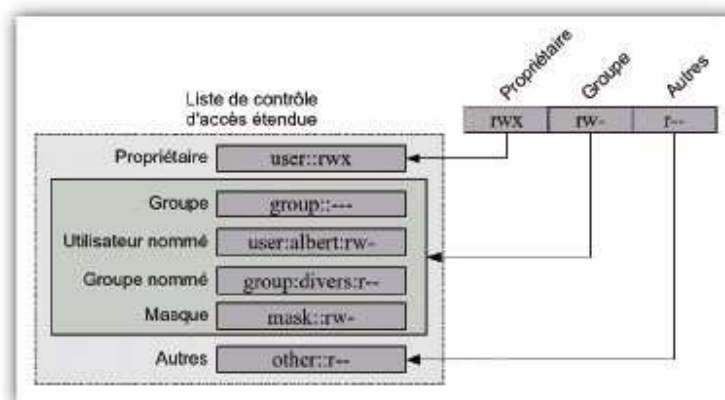 Propriétaire
Groupe
Autres
rwx
rw-
r--
Liste de contrôle
d'accès étendue
Propriétaire
user::rwx
Groupe
group::---
Utilisateur nommé
user:albert:rw-
Groupe nommé
group:divers:r--
Masque
mask::rw-
Autres
other::r--